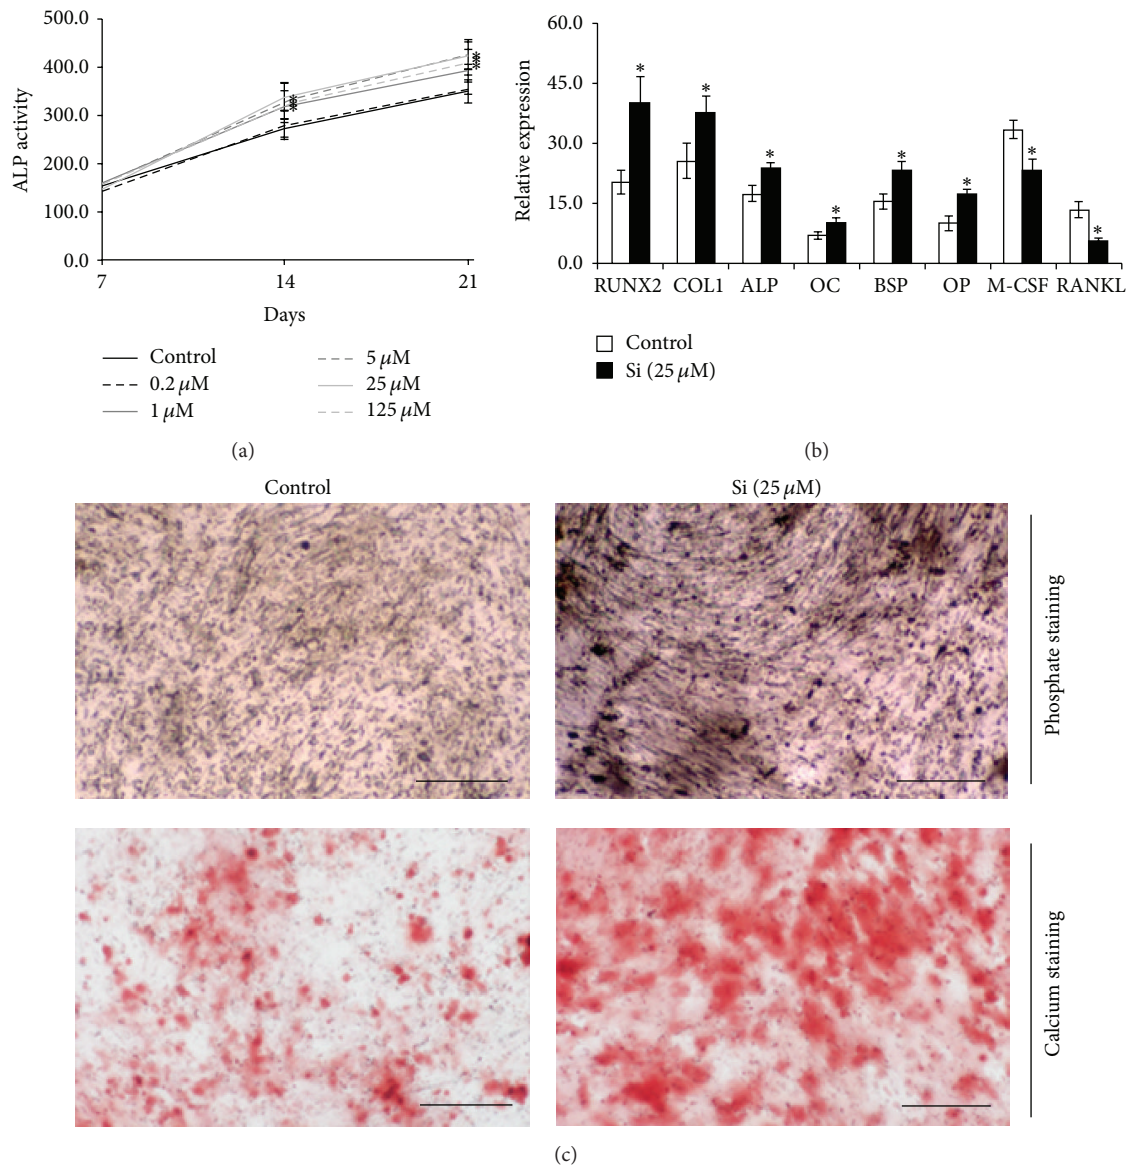 500.0
400.0
300.0
200.0
100.0
0.0
ALP activity
7 14 21
Days
* * * *
* * * *
Control
0.2 μM
1 μM
5 μM
25 μM
125 μM
(a)
60.0
45.0
30.0
15.0
0.0
Relative expression
* * * * * * * *
RUNX2 COL1 ALP OC BSP OP M-CSF RANKL
Control
Si (25 μM)
(b)
Control
Si (25 μM)
Phosphate staining
Calcium staining
(c)